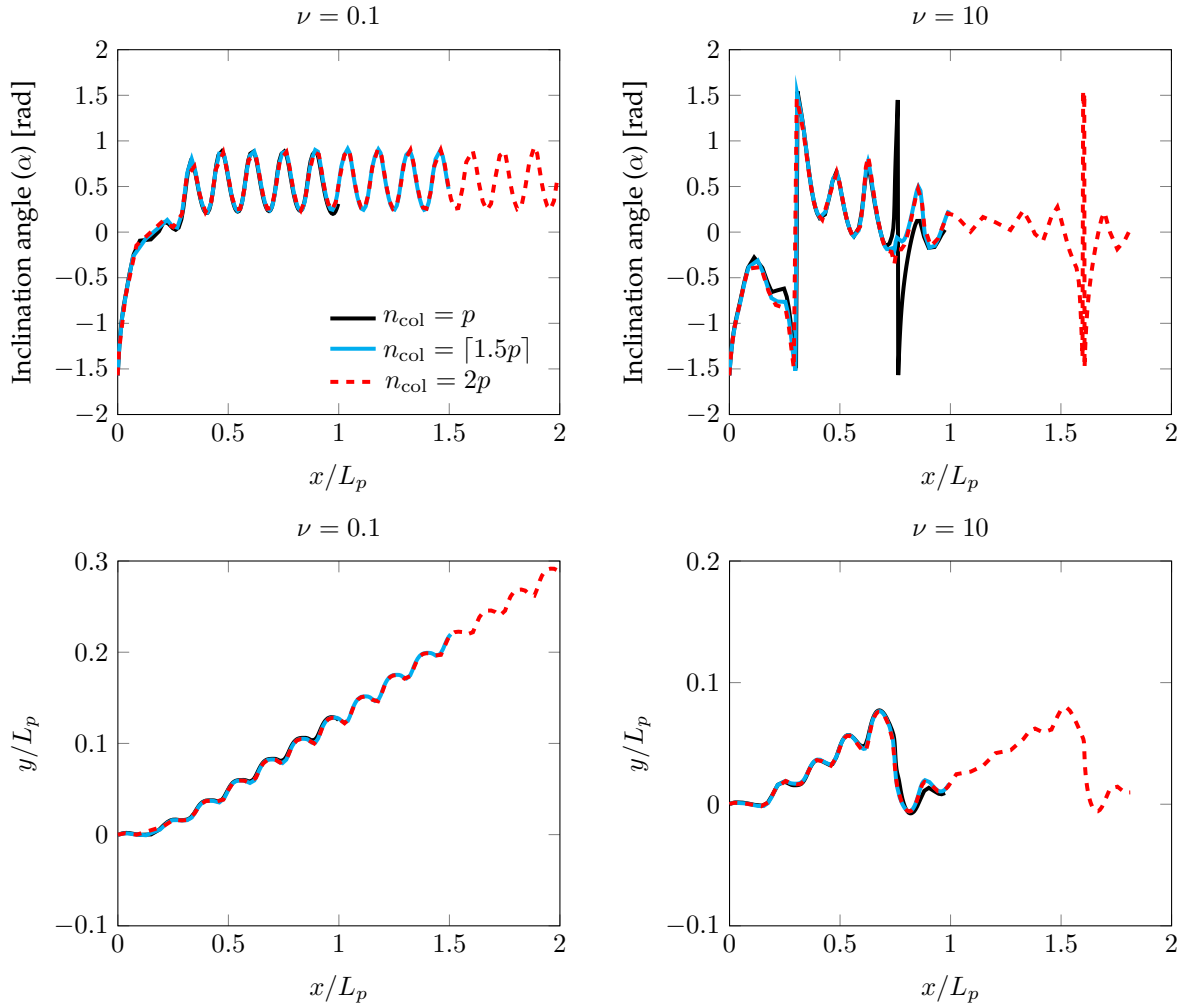 ν = 0.1
Inclination angle (α) [rad]
2
1.5
1
0.5
0
−0.5
−1
−1.5
−2
n_col = p
n_col = ⌈1.5p⌉
n_col = 2p
0 0.5 1 1.5 2
x/L_p
ν = 10
Inclination angle (α) [rad]
2
1.5
1
0.5
0
−0.5
−1
−1.5
−2
0 0.5 1 1.5 2
x/L_p
ν = 0.1
y/L_p
0.3
0.2
0.1
0
−0.1
0 0.5 1 1.5 2
x/L_p
ν = 10
y/L_p
0.2
0.1
0
−0.1
0 0.5 1 1.5 2
x/L_p